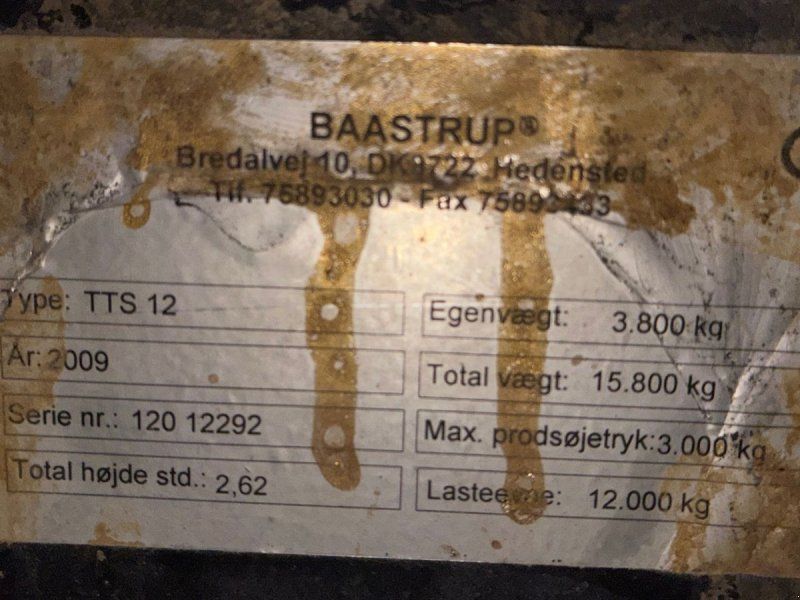 BAASTRUP®
Bredalvej 10, Hedensted
Tlf. 75893030 - Fax
Type: TTS 12
År: 2009
Serie nr.: 120 12292
Total højde std.: 2,62
Egenvægt: 3.800 kg
Total vægt: 15.800 kg
Max. prodsøjetryk: 3.000 kg
Lasteevne: 12.000 kg